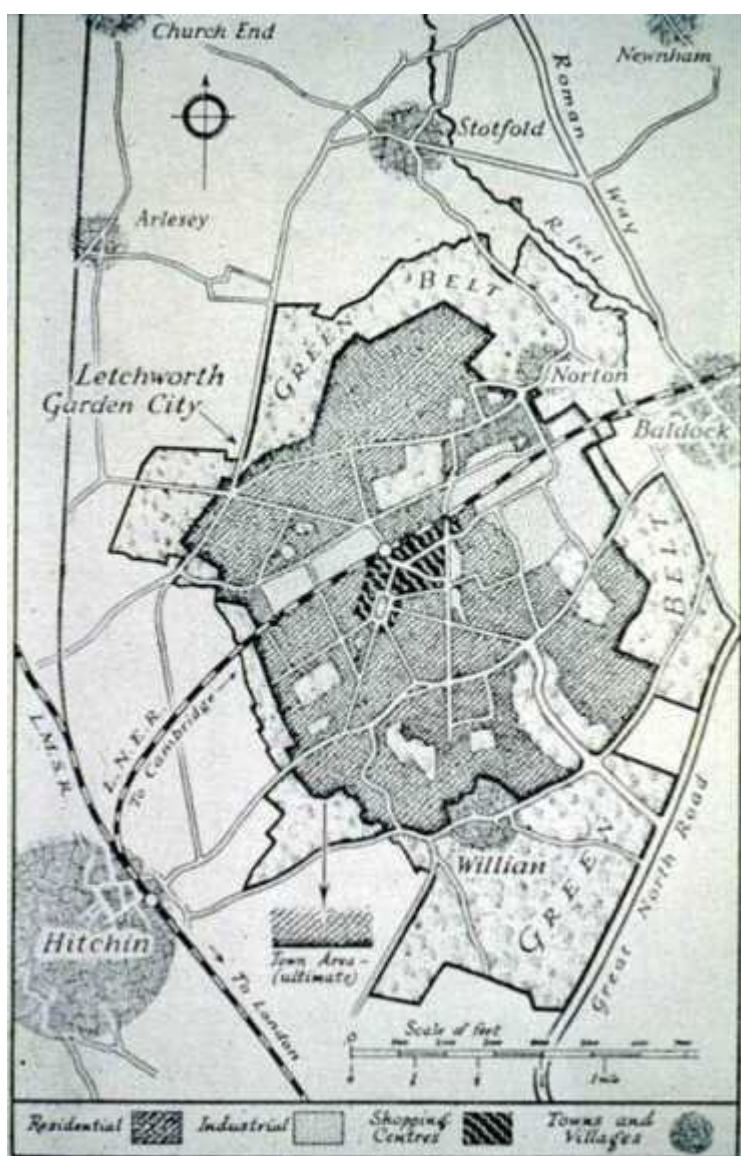 Church End
Newnham
Roman
Way
Stotfold
Arlesey
R. Ivel
GREEN
BELT
Letchworth
Garden City
Norton
Baldock
BELT
L.M.S.R.
L.N.E.R.
To Cambridge
Willian
GREEN
Great North Road
Hitchin
Town Area -
(ultimate)
To London
Scale of feet
0
0
1 mile
Residential
Industrial
Shopping
Centres
Towns and
Villages